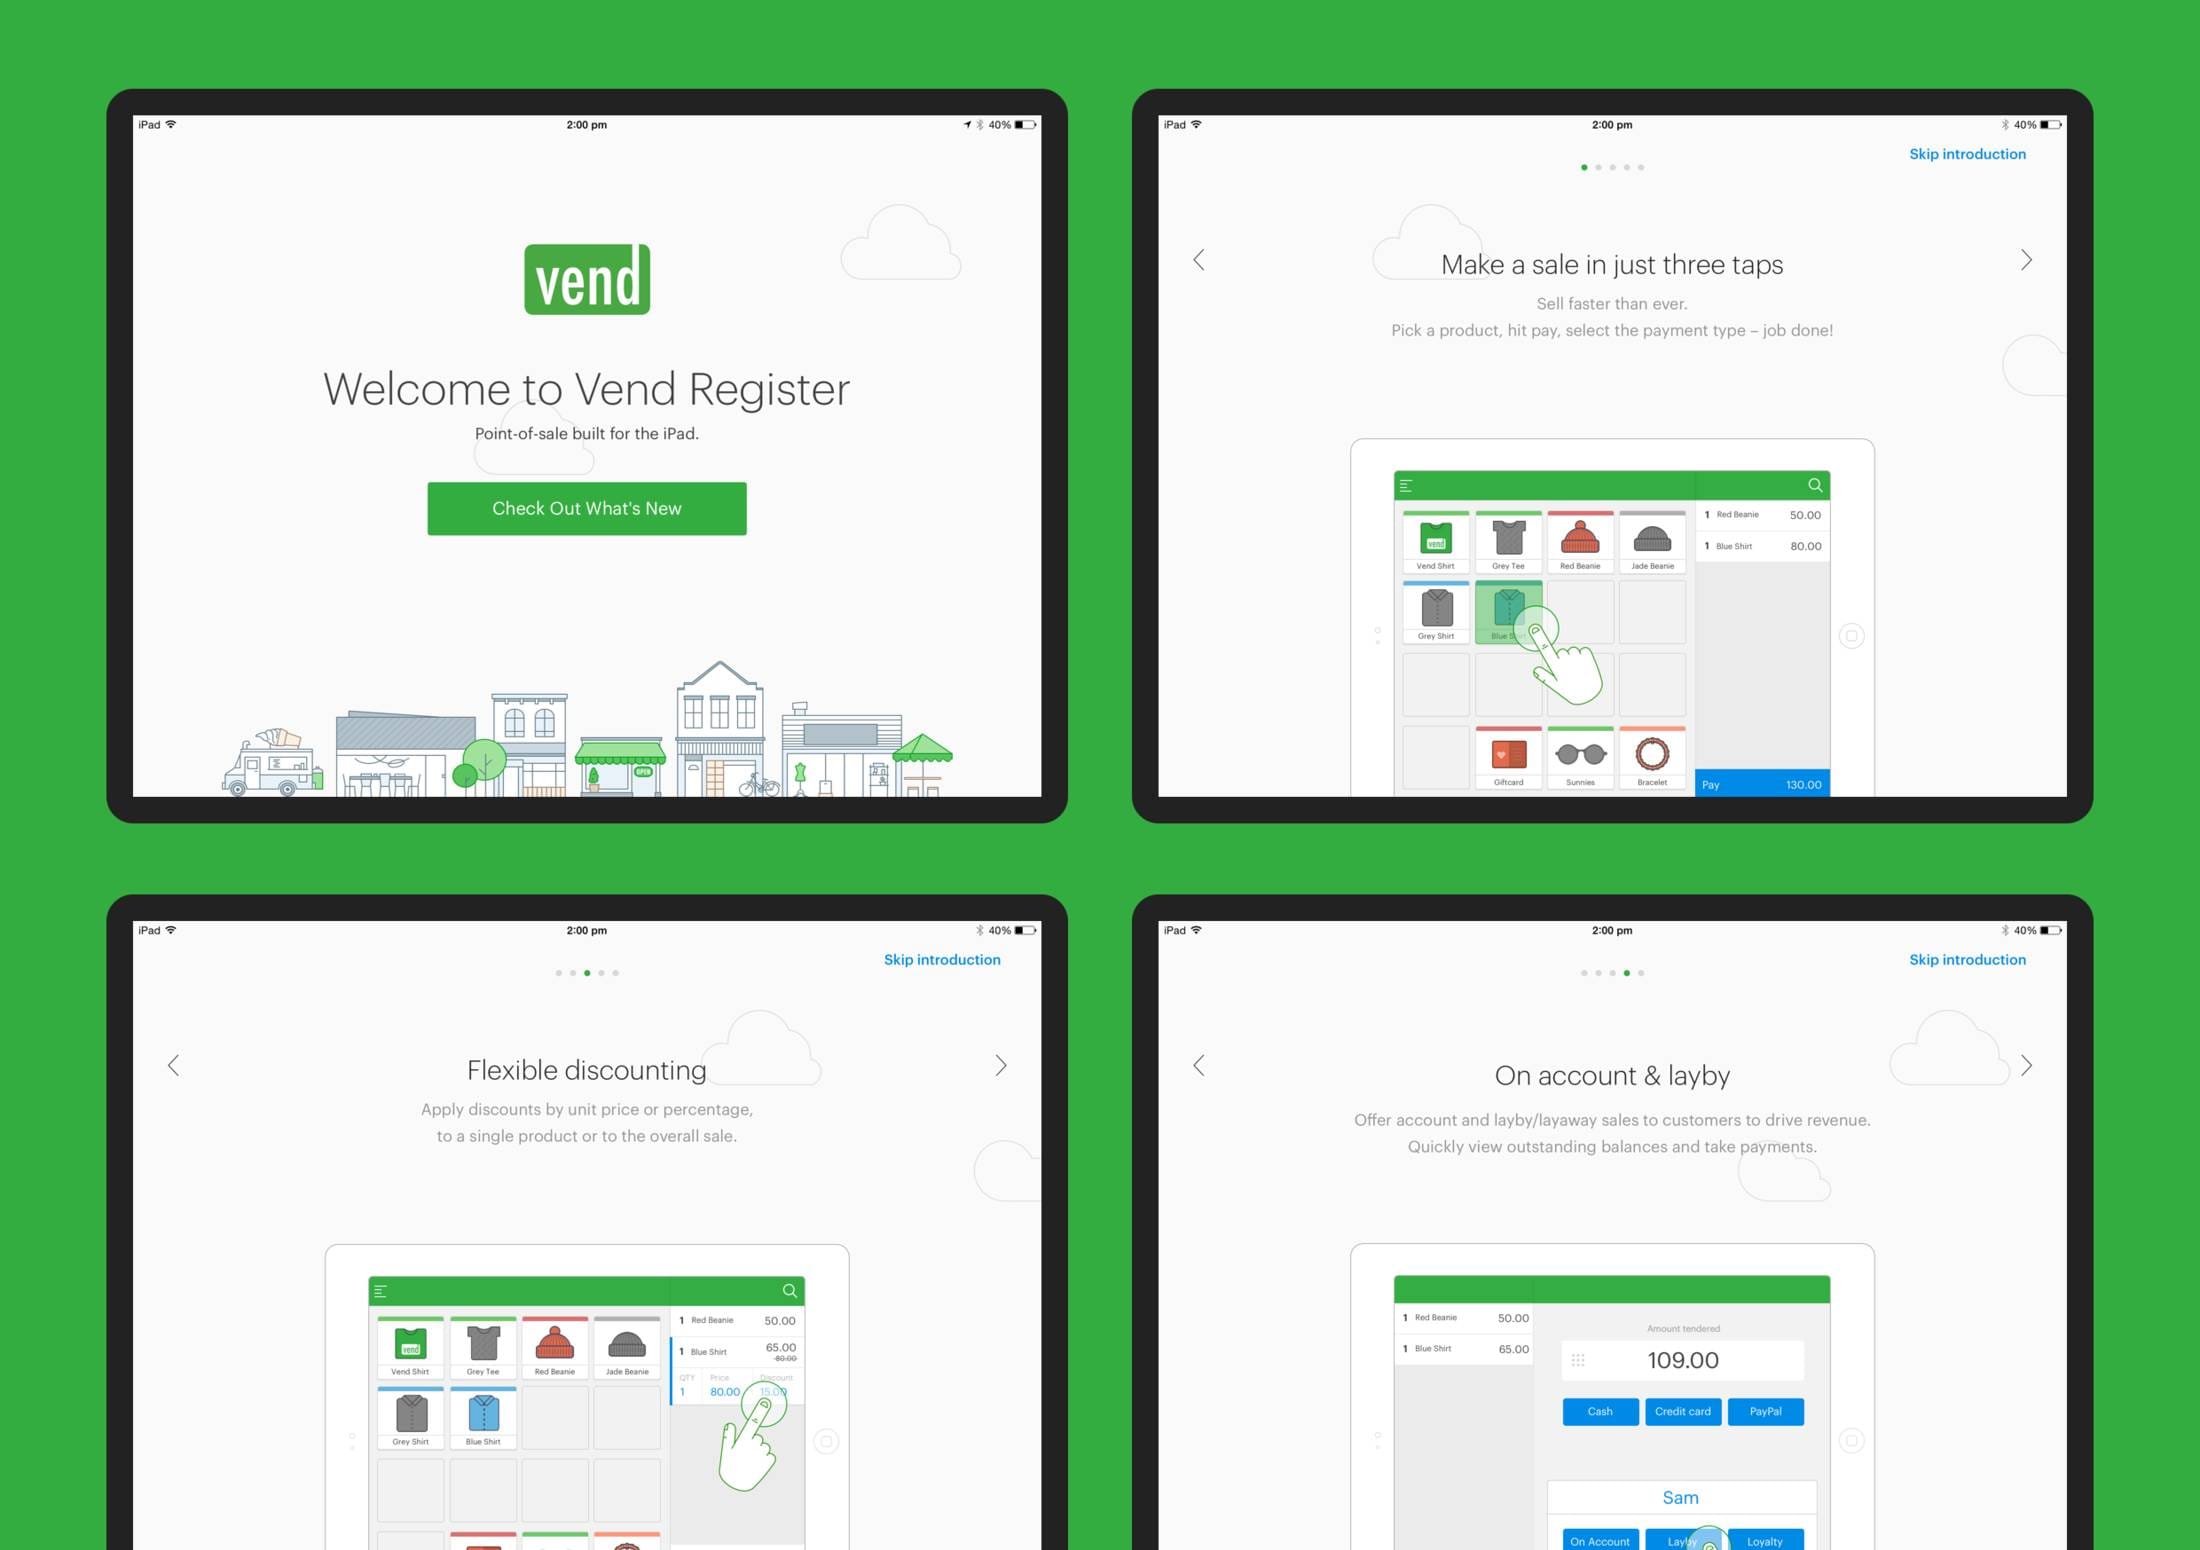 iPad
2:00 pm
40%
vend
Welcome to Vend Register
Point-of-sale built for the iPad.
Check Out What's New
OPEN
iPad
2:00 pm
40%
Skip introduction
Make a sale in just three taps
Sell faster than ever.
Pick a product, hit pay, select the payment type – job done!
vend
Vend Shirt
Grey Tee
Red Beanie
Jade Beanie
Grey Shirt
Blue
Giftcard
Sunnies
Bracelet
1 Red Beanie 50.00
1 Blue Shirt 80.00
Pay 130.00
iPad
2:00 pm
40%
Skip introduction
Flexible discounting
Apply discounts by unit price or percentage,
to a single product or to the overall sale.
vend
Vend Shirt
Grey Tee
Red Beanie
Jade Beanie
Grey Shirt
Blue Shirt
1 Red Beanie 50.00
1 Blue Shirt 65.00
80.00
QTY Price Discount
1 80.00 15.00
iPad
2:00 pm
40%
Skip introduction
On account & layby
Offer account and layby/layaway sales to customers to drive revenue.
Quickly view outstanding balances and take payments.
1 Red Beanie 50.00
1 Blue Shirt 65.00
Amount tendered
109.00
Cash
Credit card
PayPal
Sam
On Account
Layby
Loyalty